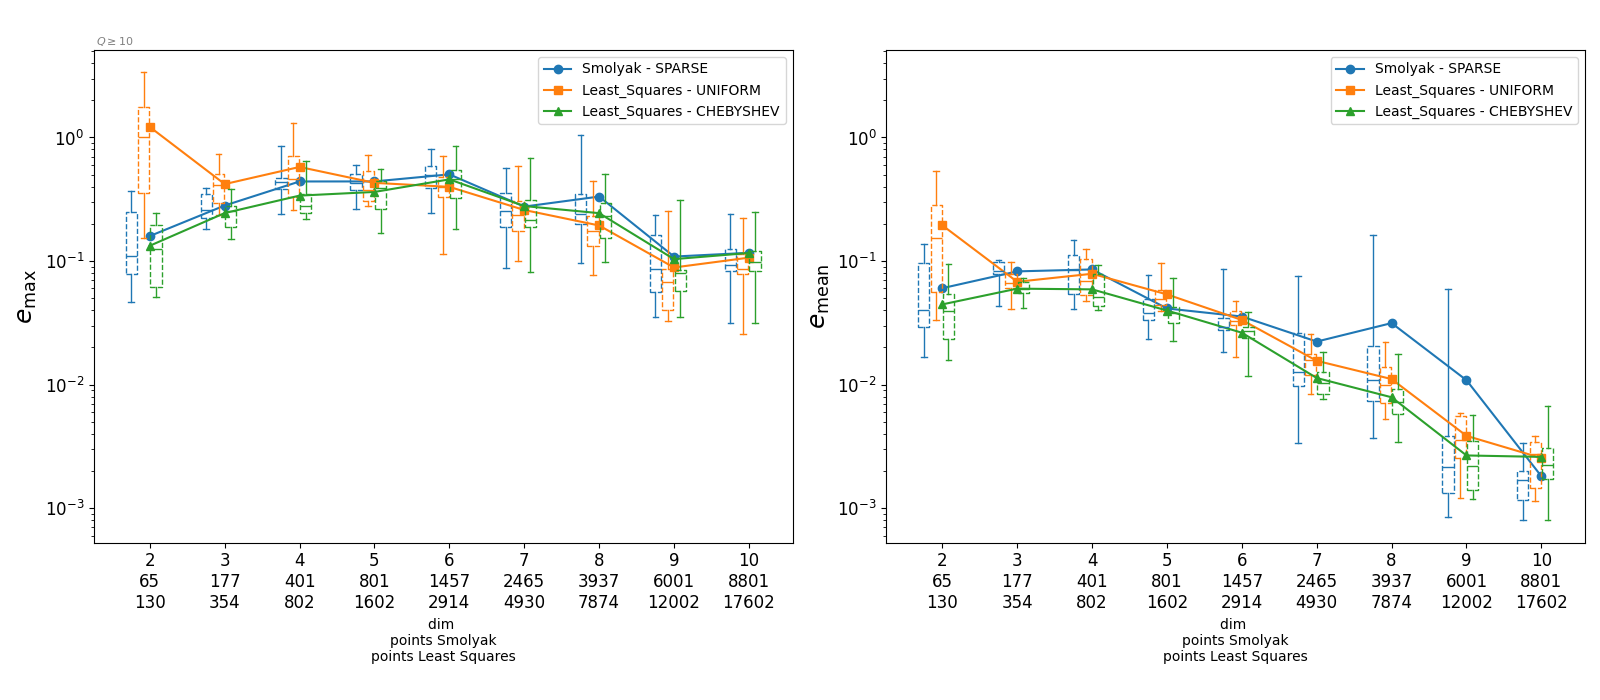 Q ≥ 10
Smolyak - SPARSE
Least_Squares - UNIFORM
Least_Squares - CHEBYSHEV
10⁰
10⁻¹
10⁻²
10⁻³
e_max
2 3 4 5 6 7 8 9 10
65 177 401 801 1457 2465 3937 6001 8801
130 354 802 1602 2914 4930 7874 12002 17602
dim
points Smolyak
points Least Squares
Smolyak - SPARSE
Least_Squares - UNIFORM
Least_Squares - CHEBYSHEV
10⁰
10⁻¹
10⁻²
10⁻³
e_mean
2 3 4 5 6 7 8 9 10
65 177 401 801 1457 2465 3937 6001 8801
130 354 802 1602 2914 4930 7874 12002 17602
dim
points Smolyak
points Least Squares